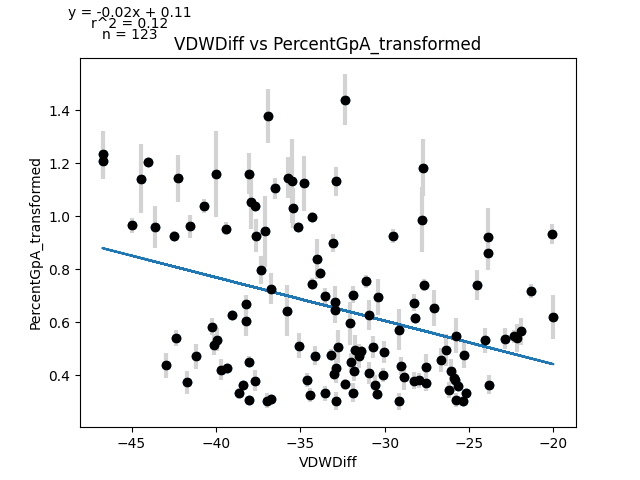 y = -0.02x + 0.11
r^2 = 0.12
n = 123
VDWDiff vs PercentGpA_transformed
PercentGpA_transformed
1.4
1.2
1.0
0.8
0.6
0.4
−45
−40
−35
−30
−25
−20
VDWDiff